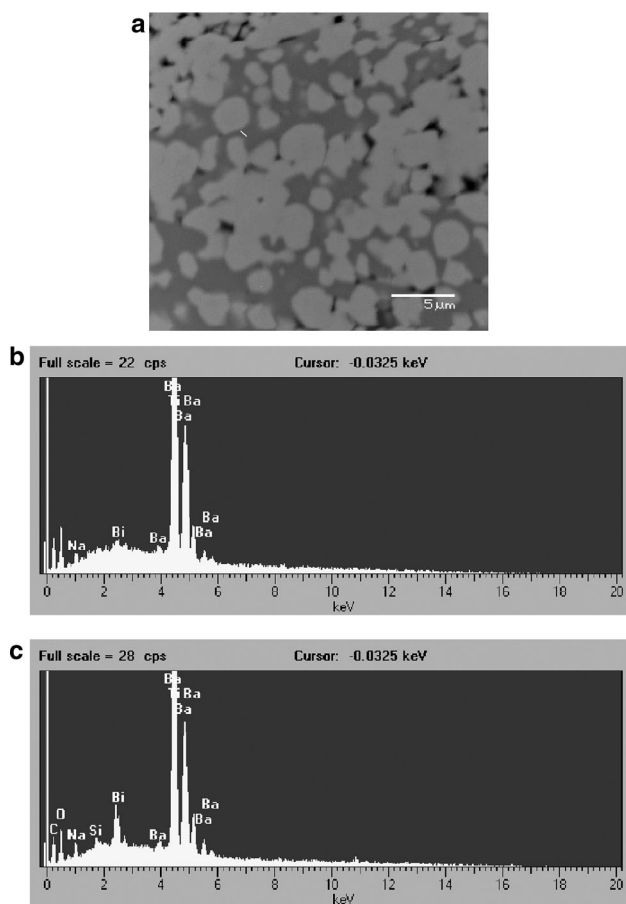 a
5 μm
b
Full scale = 22 cps Cursor: -0.0325 keV
Ba
Ti Ba
Ba
Ba
Na Bi Ba Ba
0 2 4 6 8 10 12 14 16 18 20
keV
c
Full scale = 28 cps Cursor: -0.0325 keV
Ba
Ti Ba
Ba
Bi
O Ba
C Na Si Ba Ba
0 2 4 6 8 10 12 14 16 18 20
keV